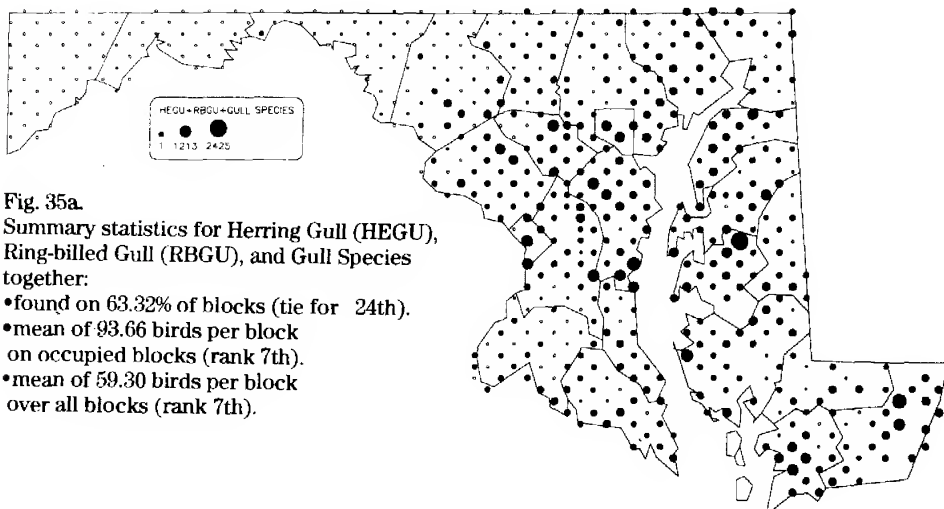 HEGU+RBGU+GULL SPECIES
1 1213 2425
Fig. 35a.
Summary statistics for Herring Gull (HEGU),
Ring-billed Gull (RBGU), and Gull Species
together:
•found on 63.32% of blocks (tie for 24th).
•mean of 93.66 birds per block
on occupied blocks (rank 7th).
•mean of 59.30 birds per block
over all blocks (rank 7th).